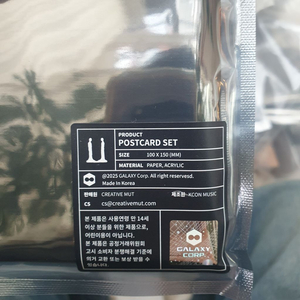 PRODUCT
POSTCARD SET
SIZE 100 X 150 (MM)
MATERIAL PAPER, ACRYLIC
@2025 GALAXY Corp. All right reserved.
Made In Korea
판매원 CREATIVE MUT 제조원 KCON MUSIC
CS cs@creativemut.com
본 제품은 사용연령 만 14세
이상 분들을 위한 제품으로,
어린이용이 아닙니다.
본 제품은 공정거래위원회
고시 소비자 분쟁해결 기준에
의거 교환 또는 보상 받을 수
있습니다.
GALAXY
CORP